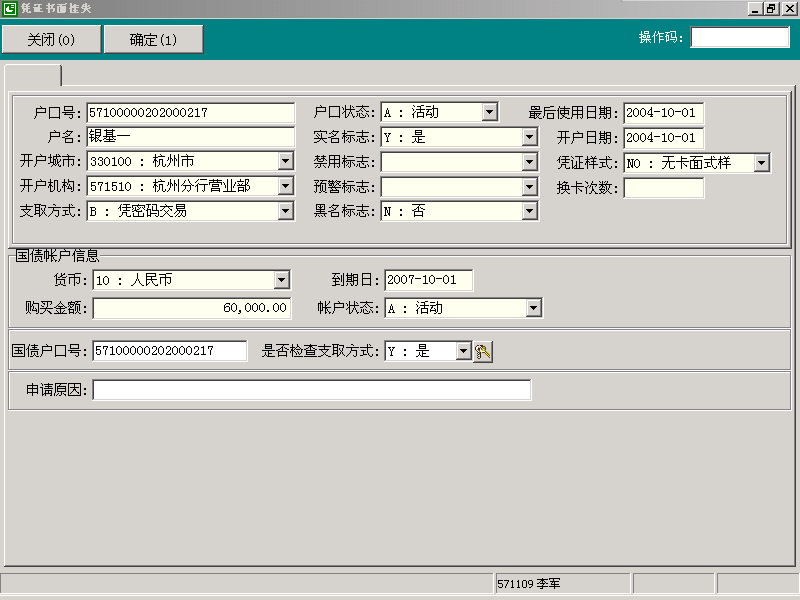 凭证书面挂失
关闭(0) 确定(1) 操作码:
户口号: 57100000202000217 户口状态: A : 活动 最后使用日期: 2004-10-01
户名: 银基一 实名标志: Y : 是 开户日期: 2004-10-01
开户城市: 330100 : 杭州市 禁用标志: 凭证样式: NO : 无卡面式样
开户机构: 571510 : 杭州分行营业部 预警标志: 换卡次数:
支取方式: B : 凭密码交易 黑名标志: N : 否
国债帐户信息
货币: 10 : 人民币 到期日: 2007-10-01
购买金额: 60,000.00 帐户状态: A : 活动
国债户口号: 57100000202000217 是否检查支取方式: Y : 是
申请原因:
571109 李军